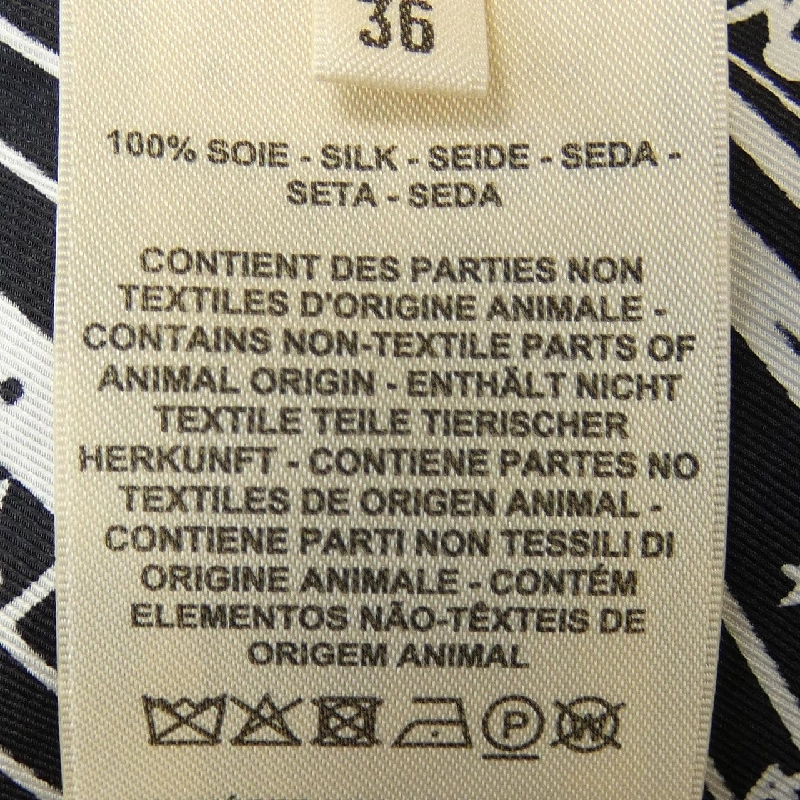 36
100% SOIE - SILK - SEIDE - SEDA -
SETA - SEDA
CONTIENT DES PARTIES NON
TEXTILES D'ORIGINE ANIMALE -
CONTAINS NON-TEXTILE PARTS OF
ANIMAL ORIGIN - ENTHÄLT NICHT
TEXTILE TEILE TIERISCHER
HERKUNFT - CONTIENE PARTES NO
TEXTILES DE ORIGEN ANIMAL -
CONTIENE PARTI NON TESSILI DI
ORIGINE ANIMALE - CONTÉM
ELEMENTOS NÃO-TÊXTEIS DE
ORIGEM ANIMAL
P W